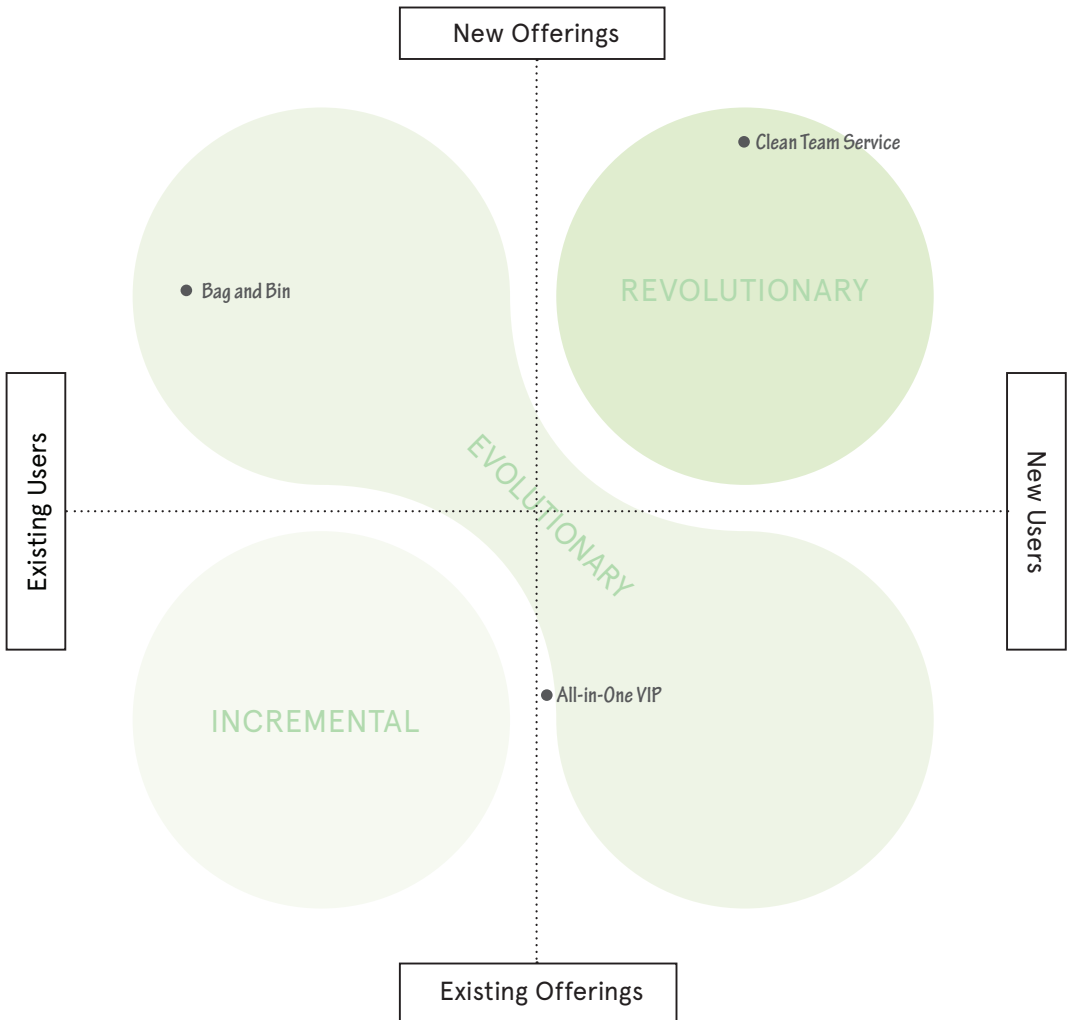 New Offerings
Clean Team Service
Bag and Bin
REVOLUTIONARY
Existing Users
New Users
EVOLUTIONARY
All-in-One VIP
INCREMENTAL
Existing Offerings